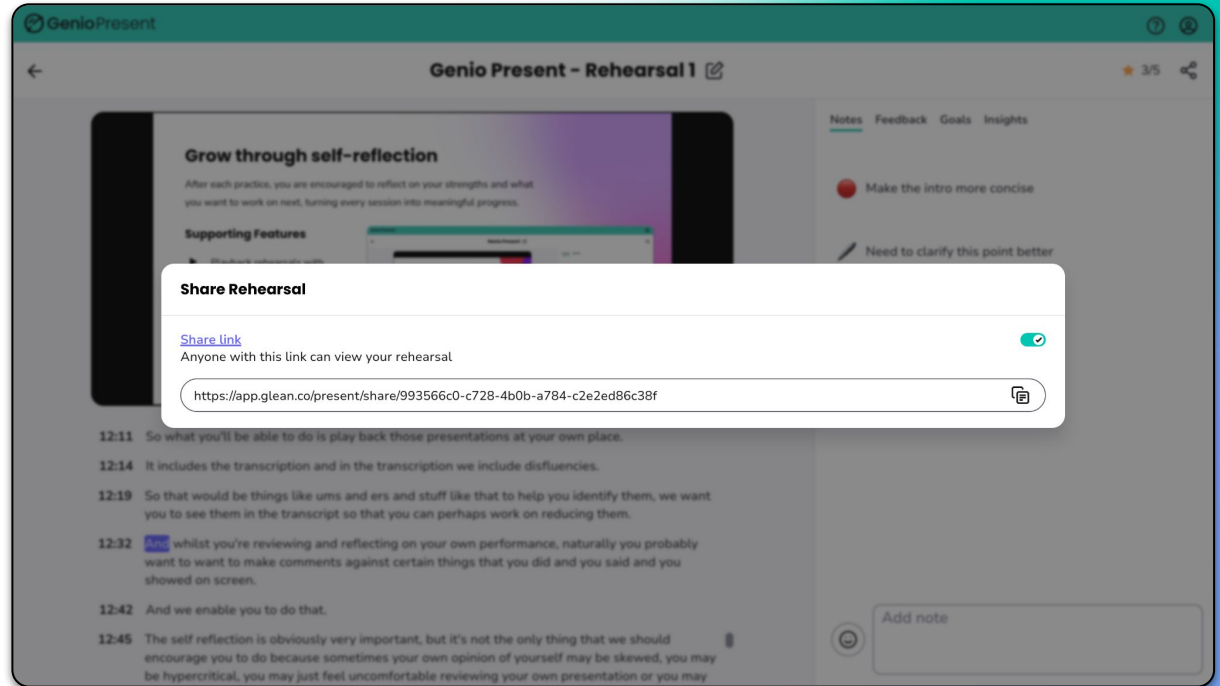 GenioPresent
Genio Present - Rehearsal 1
3/5
Grow through self-reflection
After each practice, you are encouraged to reflect on your strengths and what
you want to work on next, turning every session into meaningful progress.
Supporting Features
Playback rehearsals with
Notes Feedback Goals Insights
Make the intro more concise
Need to clarify this point better
Share Rehearsal
Share link
Anyone with this link can view your rehearsal
https://app.glean.co/present/share/993566c0-c728-4b0b-a784-c2e2ed86c38f
12:11 So what you'll be able to do is play back those presentations at your own place.
12:14 It includes the transcription and in the transcription we include disfluencies.
12:19 So that would be things like ums and ers and stuff like that to help you identify them, we want
you to see them in the transcript so that you can perhaps work on reducing them.
12:32 And whilst you're reviewing and reflecting on your own performance, naturally you probably
want to want to make comments against certain things that you did and you said and you
showed on screen.
12:42 And we enable you to do that.
12:45 The self reflection is obviously very important, but it's not the only thing that we should
encourage you to do because sometimes your own opinion of yourself may be skewed, you may
be hypercritical, you may just feel uncomfortable reviewing your own presentation or you may
Add note